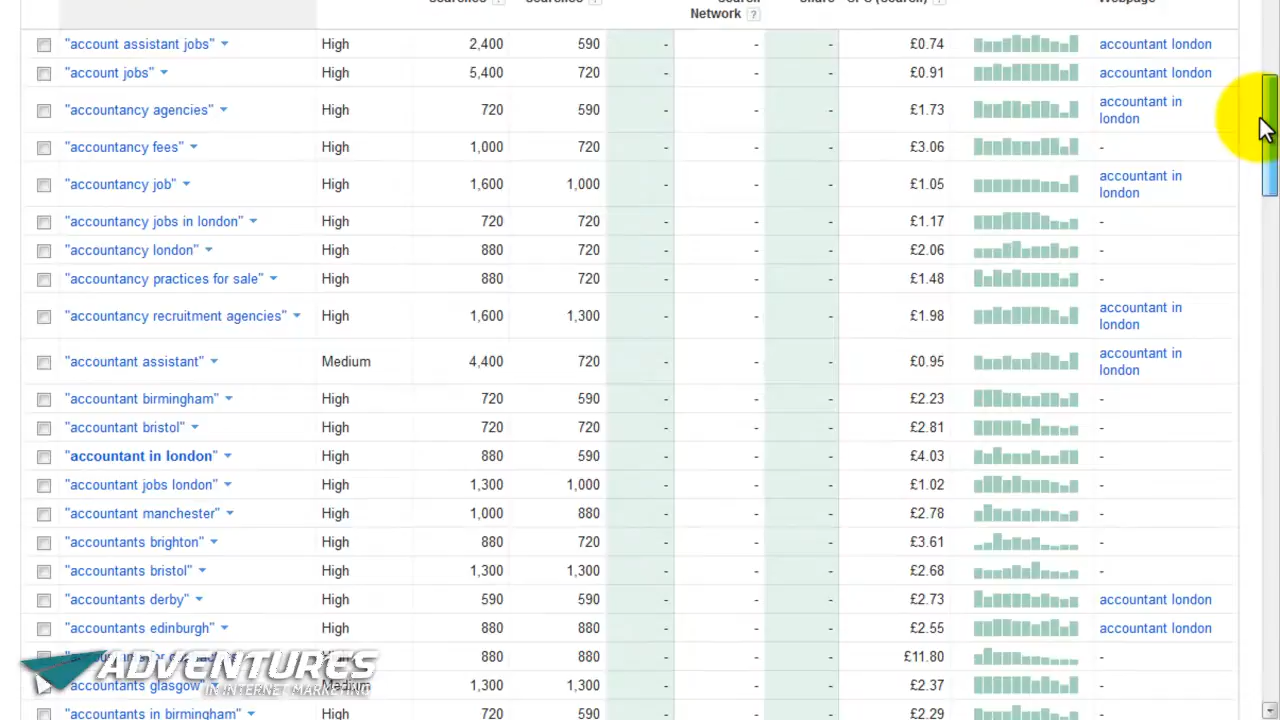 Searches ? Searches ? Search Share CPC (Search) ? Webpage
Network ?
"account assistant jobs" High 2,400 590 - - - £0.74 accountant london
"account jobs" High 5,400 720 - - - £0.91 accountant london
"accountancy agencies" High 720 590 - - - £1.73 accountant in
london
"accountancy fees" High 1,000 720 - - - £3.06 -
"accountancy job" High 1,600 1,000 - - - £1.05 accountant in
london
"accountancy jobs in london" High 720 720 - - - £1.17 -
"accountancy london" High 880 720 - - - £2.06 -
"accountancy practices for sale" High 880 720 - - - £1.48 -
"accountancy recruitment agencies" High 1,600 1,300 - - - £1.98 accountant in
london
"accountant assistant" Medium 4,400 720 - - - £0.95 accountant in
london
"accountant birmingham" High 720 590 - - - £2.23 -
"accountant bristol" High 720 720 - - - £2.81 -
"accountant in london" High 880 590 - - - £4.03 -
"accountant jobs london" High 1,300 1,000 - - - £1.02 -
"accountant manchester" High 1,000 880 - - - £2.78 -
"accountants brighton" High 880 720 - - - £3.61 -
"accountants bristol" High 1,300 1,300 - - - £2.68 -
"accountants derby" High 590 590 - - - £2.73 accountant london
"accountants edinburgh" High 880 880 - - - £2.55 accountant london
880 880 - - - £11.80 -
"accountants glasgow" Medium 1,300 1,300 - - - £2.37 -
"accountants in birmingham" High 720 590 - - - £2.29 -
ADVENTURES
IN INTERNET MARKETING